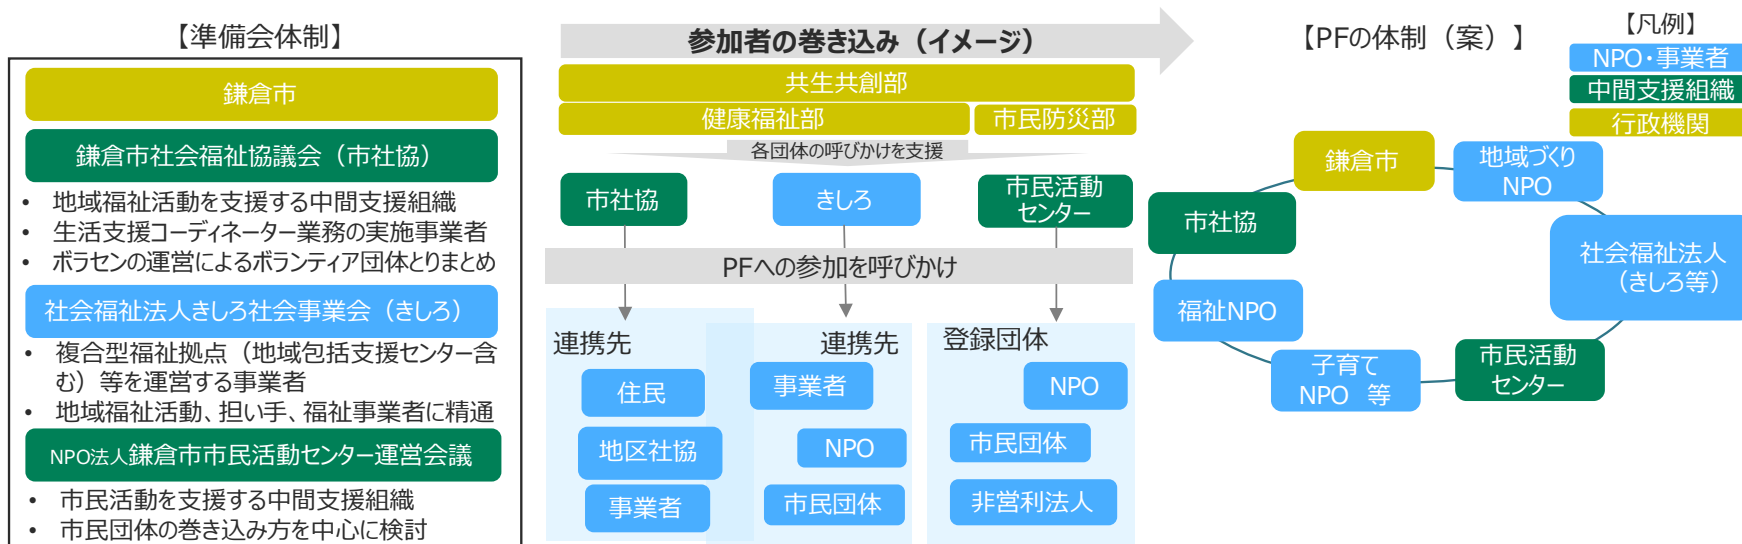 【準備会体制】
鎌倉市
鎌倉市社会福祉協議会（市社協）
• 地域福祉活動を支援する中間支援組織
• 生活支援コーディネーター業務の実施事業者
• ボラセンの運営によるボランティア団体とりまとめ
社会福祉法人きしろ社会事業会（きしろ）
• 複合型福祉拠点（地域包括支援センター含
む）等を運営する事業者
• 地域福祉活動、担い手、福祉事業者に精通
NPO法人鎌倉市市民活動センター運営会議
• 市民活動を支援する中間支援組織
• 市民団体の巻き込み方を中心に検討
参加者の巻き込み（イメージ）
共生共創部
健康福祉部
市民防災部
各団体の呼びかけを支援
市社協
きしろ
市民活動
センター
PFへの参加を呼びかけ
連携先
住民
地区社協
事業者
連携先
事業者
NPO
市民団体
登録団体
NPO
市民団体
非営利法人
【PFの体制（案）】
鎌倉市
地域づくり
NPO
社会福祉法人
（きしろ等）
市民活動
センター
子育て
NPO 等
福祉NPO
市社協
【凡例】
NPO・事業者
中間支援組織
行政機関